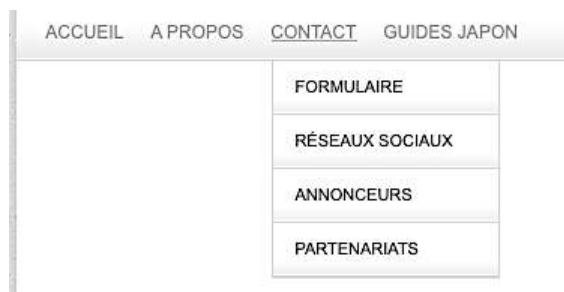 ACCUEIL A PROPOS CONTACT GUIDES JAPON
FORMULAIRE
RÉSEAUX SOCIAUX
ANNONCEURS
PARTENARIATS